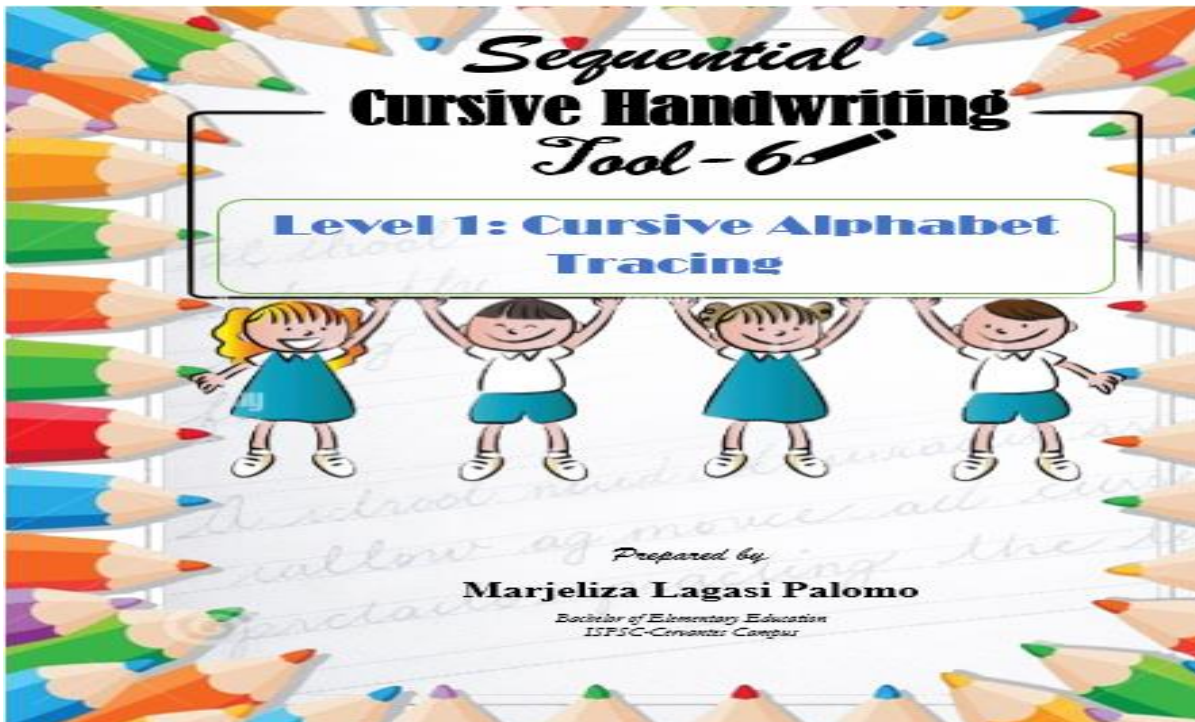 Sequential
Cursive Handwriting
Tool - 6
Level 1: Cursive Alphabet
Tracing
Prepared by
Marjeliza Lagasi Palomo
Bachelor of Elementary Education
ISPSC-Cervantes Campus